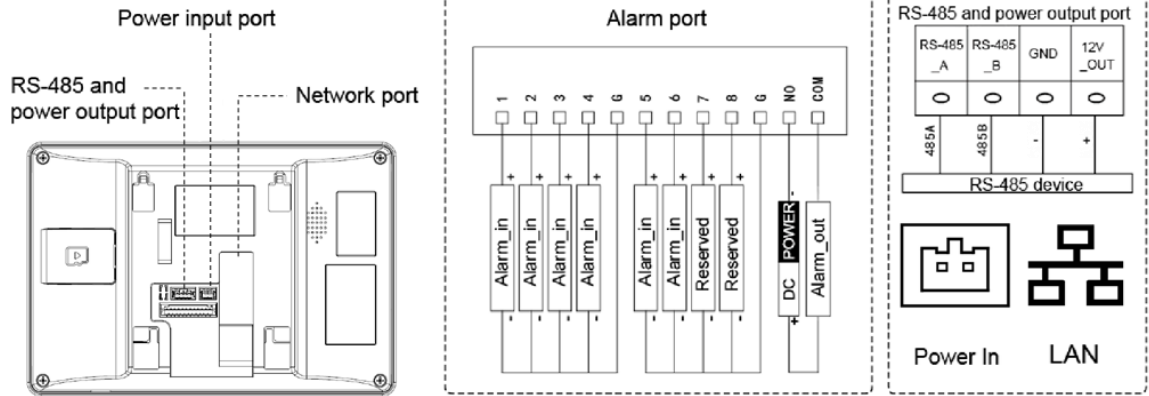 Power input port
RS-485 and
power output port
Network port
Alarm port
1 2 3 4 G 5 6 7 8 G NO COM
+ + + + + + + + -
Alarm_in Alarm_in Alarm_in Alarm_in Alarm_in Alarm_in Reserved Reserved DC POWER Alarm_out
- - - - - - - - +
RS-485 and power output port
RS-485 RS-485 GND 12V
_A _B _OUT
485A 485B - +
RS-485 device
Power In
LAN